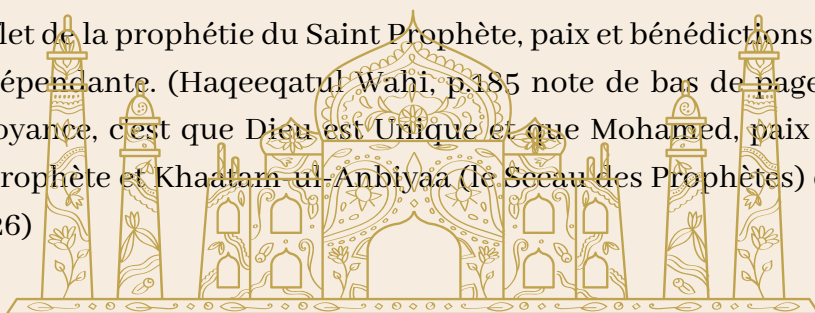 let de la prophétie du Saint Prophète, paix et bénédictions
épendante. (Haqeeqatul Wahi, p.185 note de bas de page
oyance, c'est que Dieu est Unique et que Mohamed, paix
rophète et Khaatam-ul-Anbiyaa (le Sceau des Prophètes)
26)